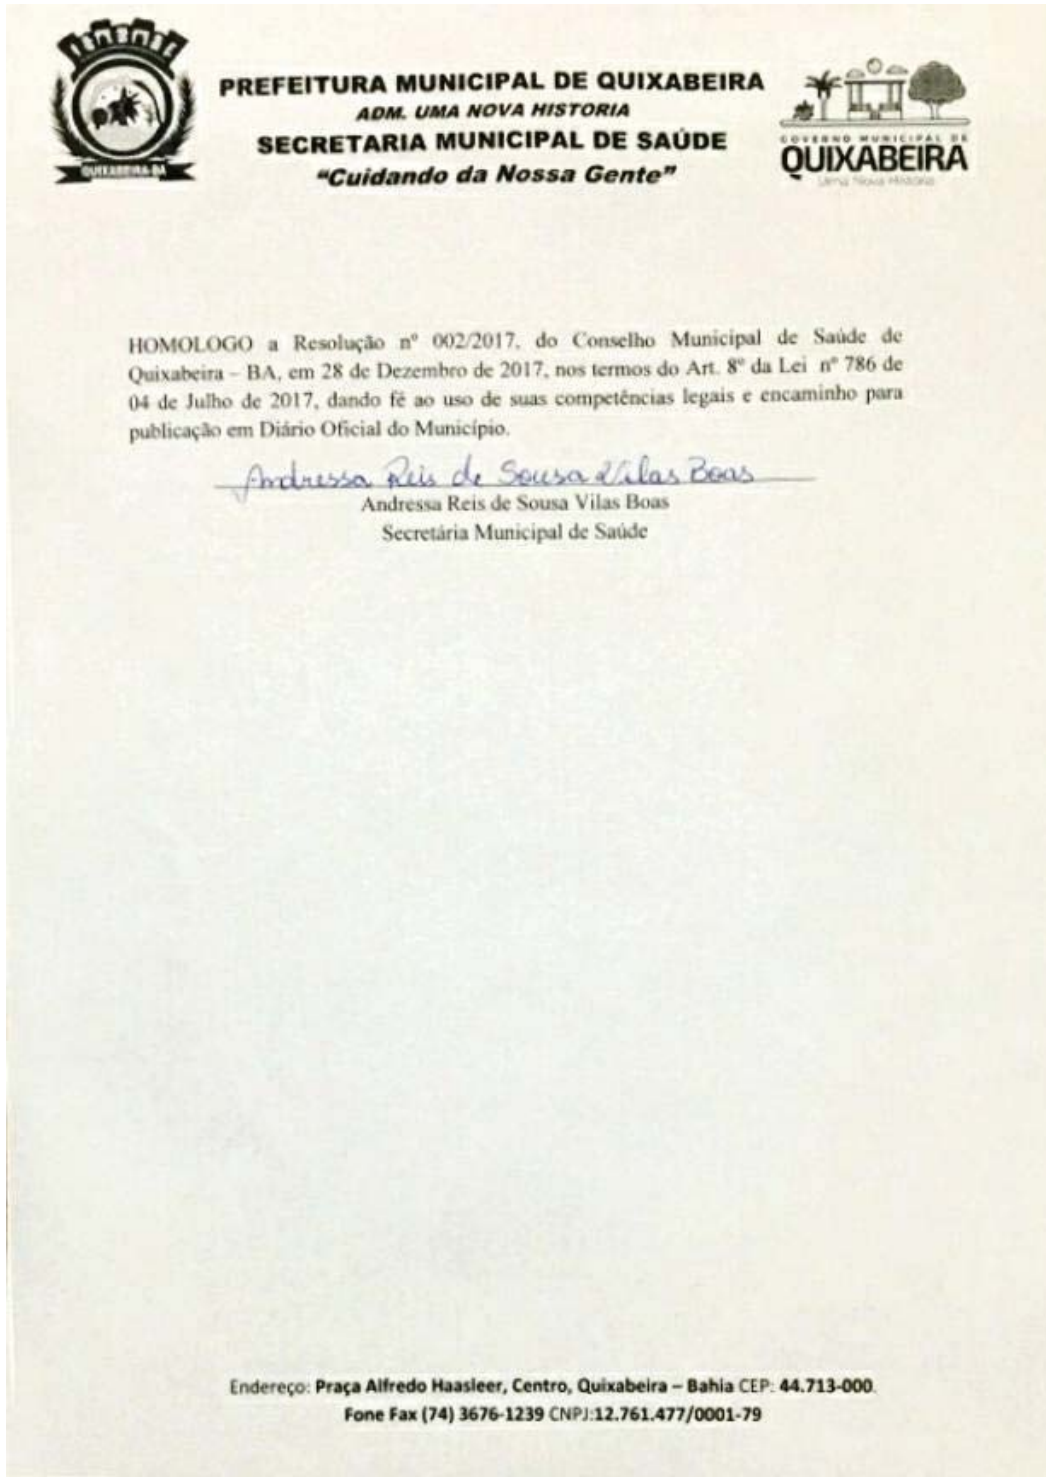 PREFEITURA MUNICIPAL DE QUIXABEIRA
ADM. UMA NOVA HISTORIA
SECRETARIA MUNICIPAL DE SAÚDE
“Cuidando da Nossa Gente”
QUIXABEIRA-BA
GOVERNO MUNICIPAL DE
QUIXABEIRA
Uma Nova História
HOMOLOGO a Resolução nº 002/2017, do Conselho Municipal de Saúde de
Quixabeira – BA, em 28 de Dezembro de 2017, nos termos do Art. 8º da Lei nº 786 de
04 de Julho de 2017, dando fé ao uso de suas competências legais e encaminho para
publicação em Diário Oficial do Município.
Andressa Reis de Sousa Vilas Boas
Andressa Reis de Sousa Vilas Boas
Secretária Municipal de Saúde
Endereço: Praça Alfredo Haasleer, Centro, Quixabeira – Bahia CEP: 44.713-000.
Fone Fax (74) 3676-1239 CNPJ:12.761.477/0001-79